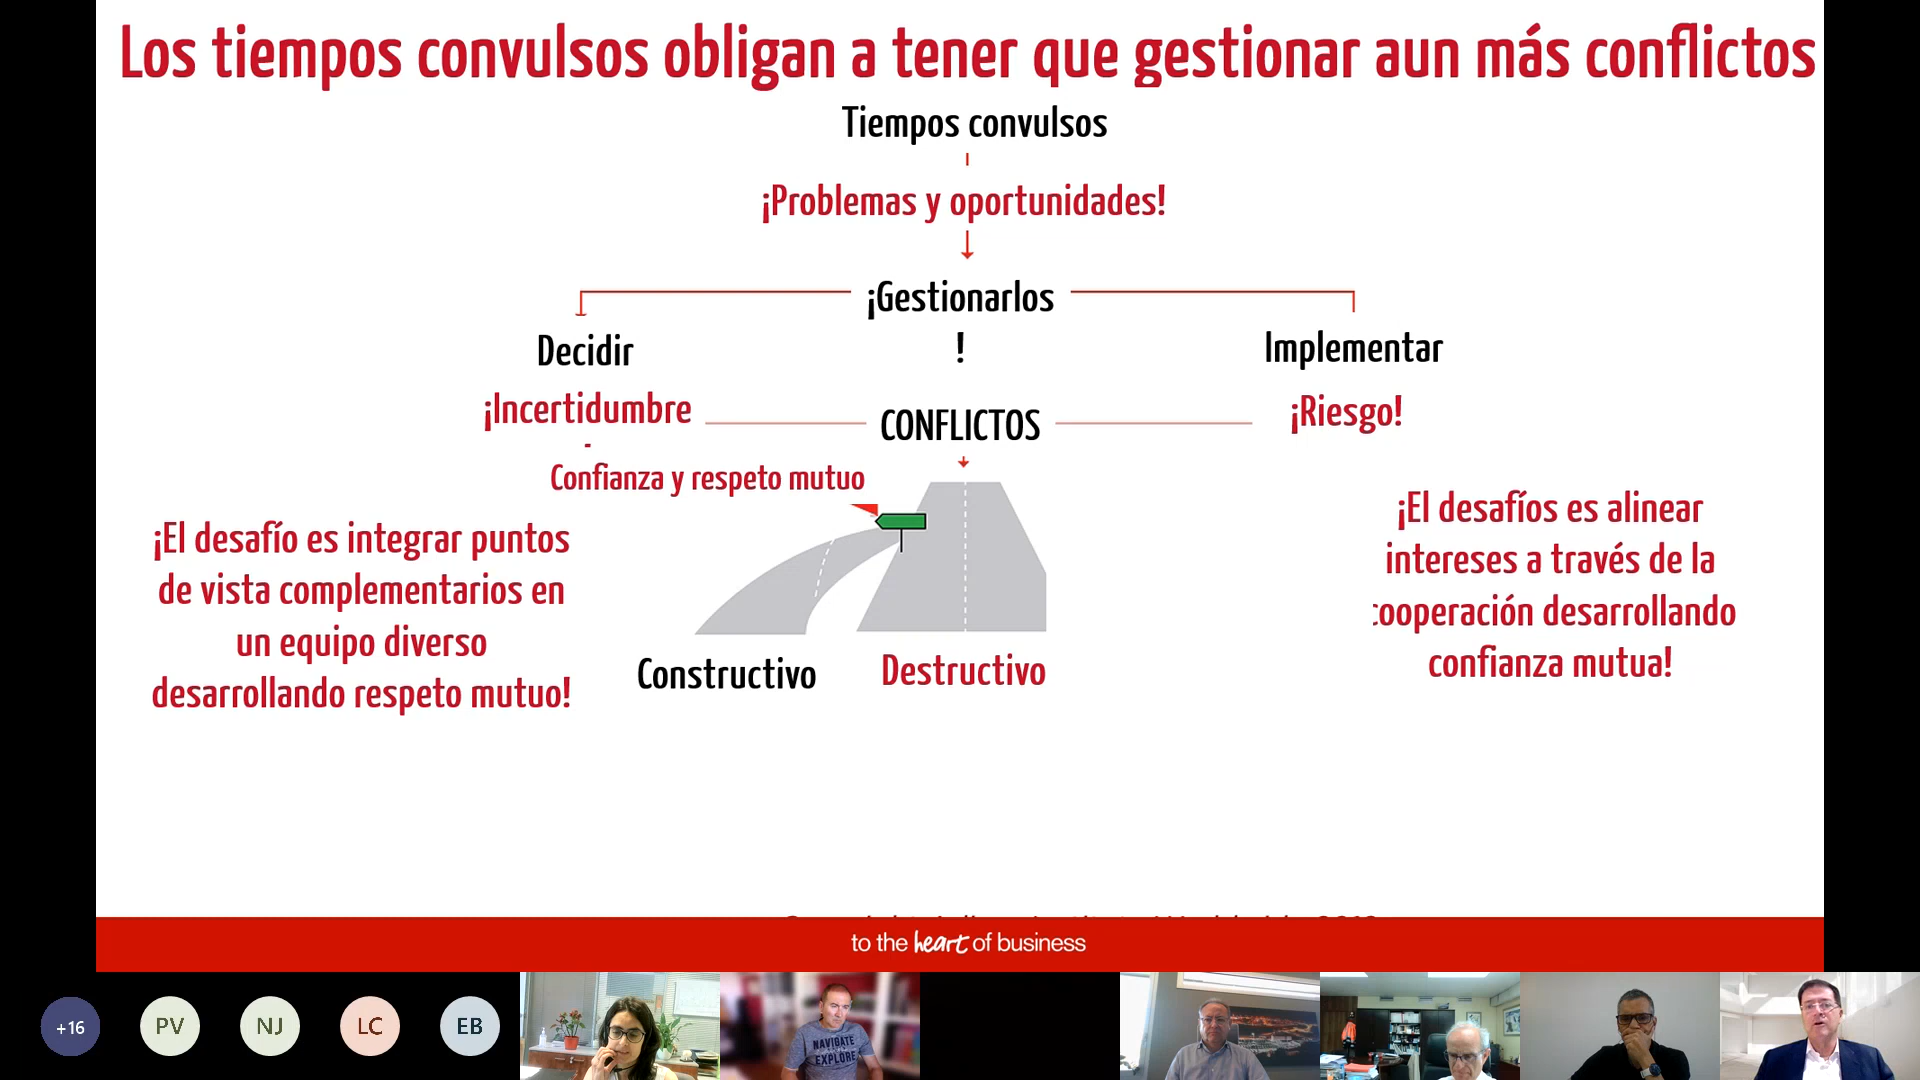 Los tiempos convulsos obligan a tener que gestionar aun más conflictos
Tiempos convulsos
¡Problemas y oportunidades!
¡Gestionarlos
!
Decidir
Implementar
¡Incertidumbre
¡Riesgo!
CONFLICTOS
Confianza y respeto mutuo
¡El desafío es integrar puntos
de vista complementarios en
un equipo diverso
desarrollando respeto mutuo!
¡El desafíos es alinear
intereses a través de la
cooperación desarrollando
confianza mutua!
Constructivo
Destructivo
to the heart of business
+16
PV
NJ
LC
EB
NAVIGATE
EXPLORE